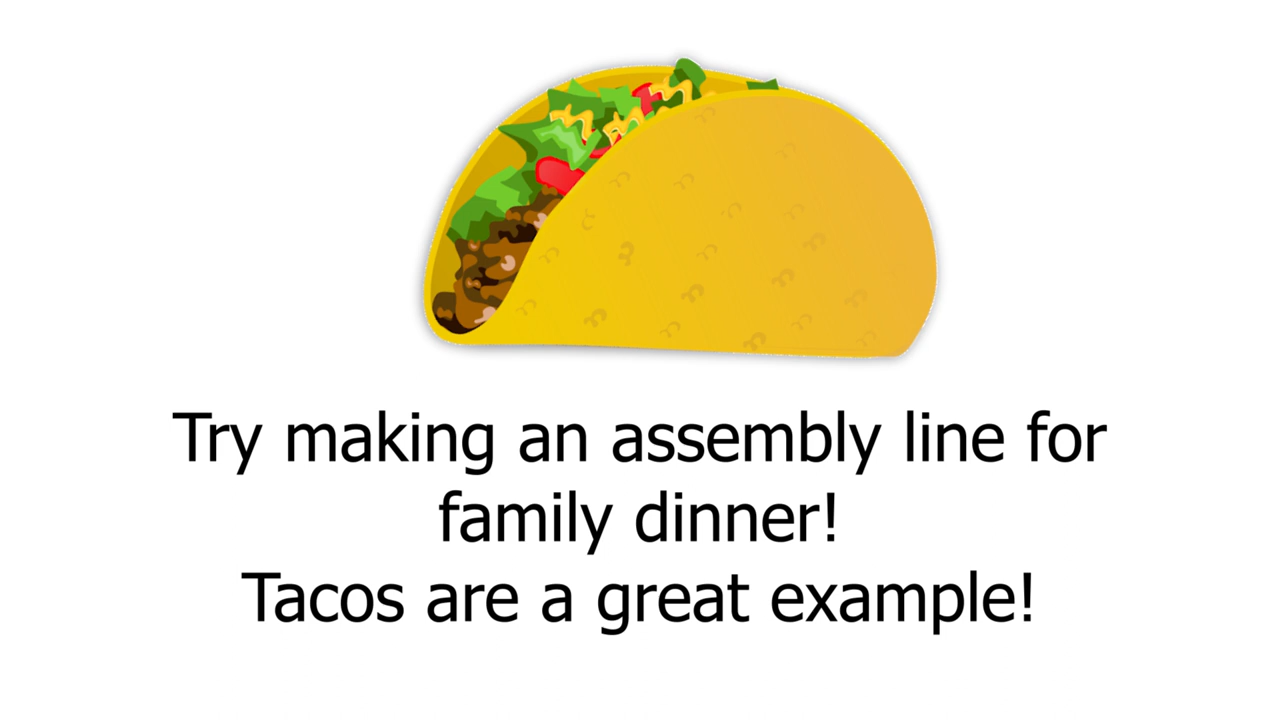 Try making an assembly line for
family dinner!
Tacos are a great example!